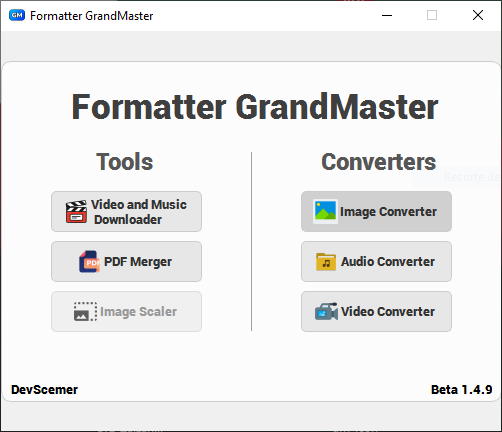 GM Formatter GrandMaster
Formatter GrandMaster
Tools
Converters
Video and Music
Downloader
Image Converter
PDF PDF Merger
Audio Converter
Image Scaler
Video Converter
DevScemer
Beta 1.4.9